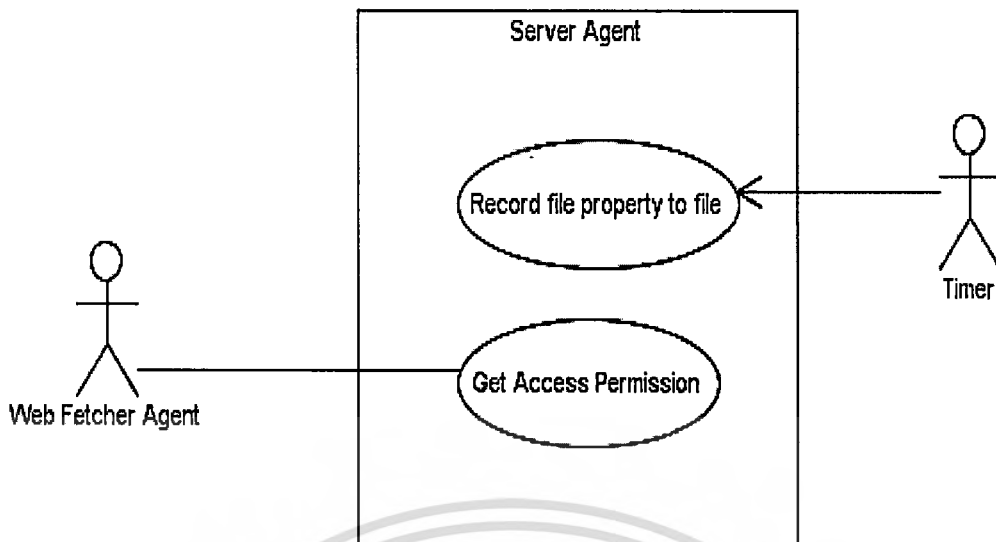 Server Agent
Record file property to file
Timer
Get Access Permission
Web Fetcher Agent